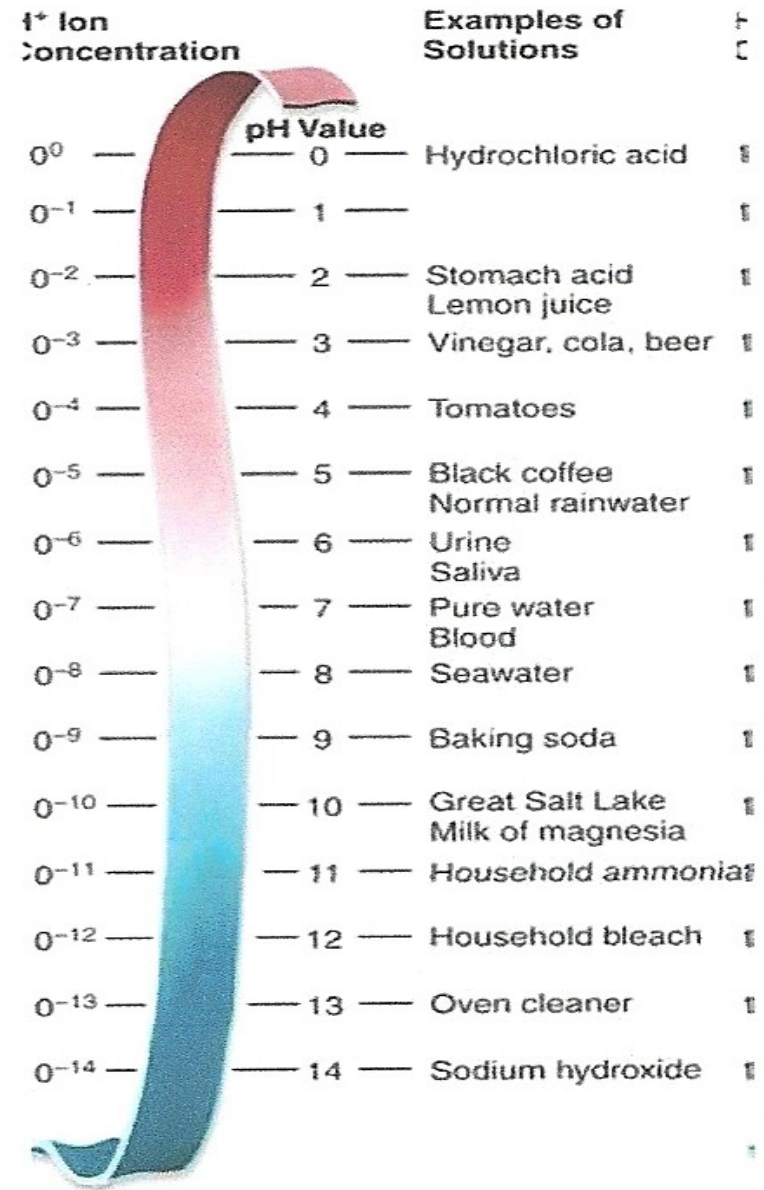 ⁺ Ion
Concentration
Examples of
Solutions
pH Value
0⁰ 0 Hydrochloric acid
0⁻¹ 1
0⁻² 2 Stomach acid
Lemon juice
0⁻³ 3 Vinegar, cola, beer
0⁻⁴ 4 Tomatoes
0⁻⁵ 5 Black coffee
Normal rainwater
0⁻⁶ 6 Urine
Saliva
0⁻⁷ 7 Pure water
Blood
0⁻⁸ 8 Seawater
0⁻⁹ 9 Baking soda
0⁻¹⁰ 10 Great Salt Lake
Milk of magnesia
0⁻¹¹ 11 Household ammonia
0⁻¹² 12 Household bleach
0⁻¹³ 13 Oven cleaner
0⁻¹⁴ 14 Sodium hydroxide